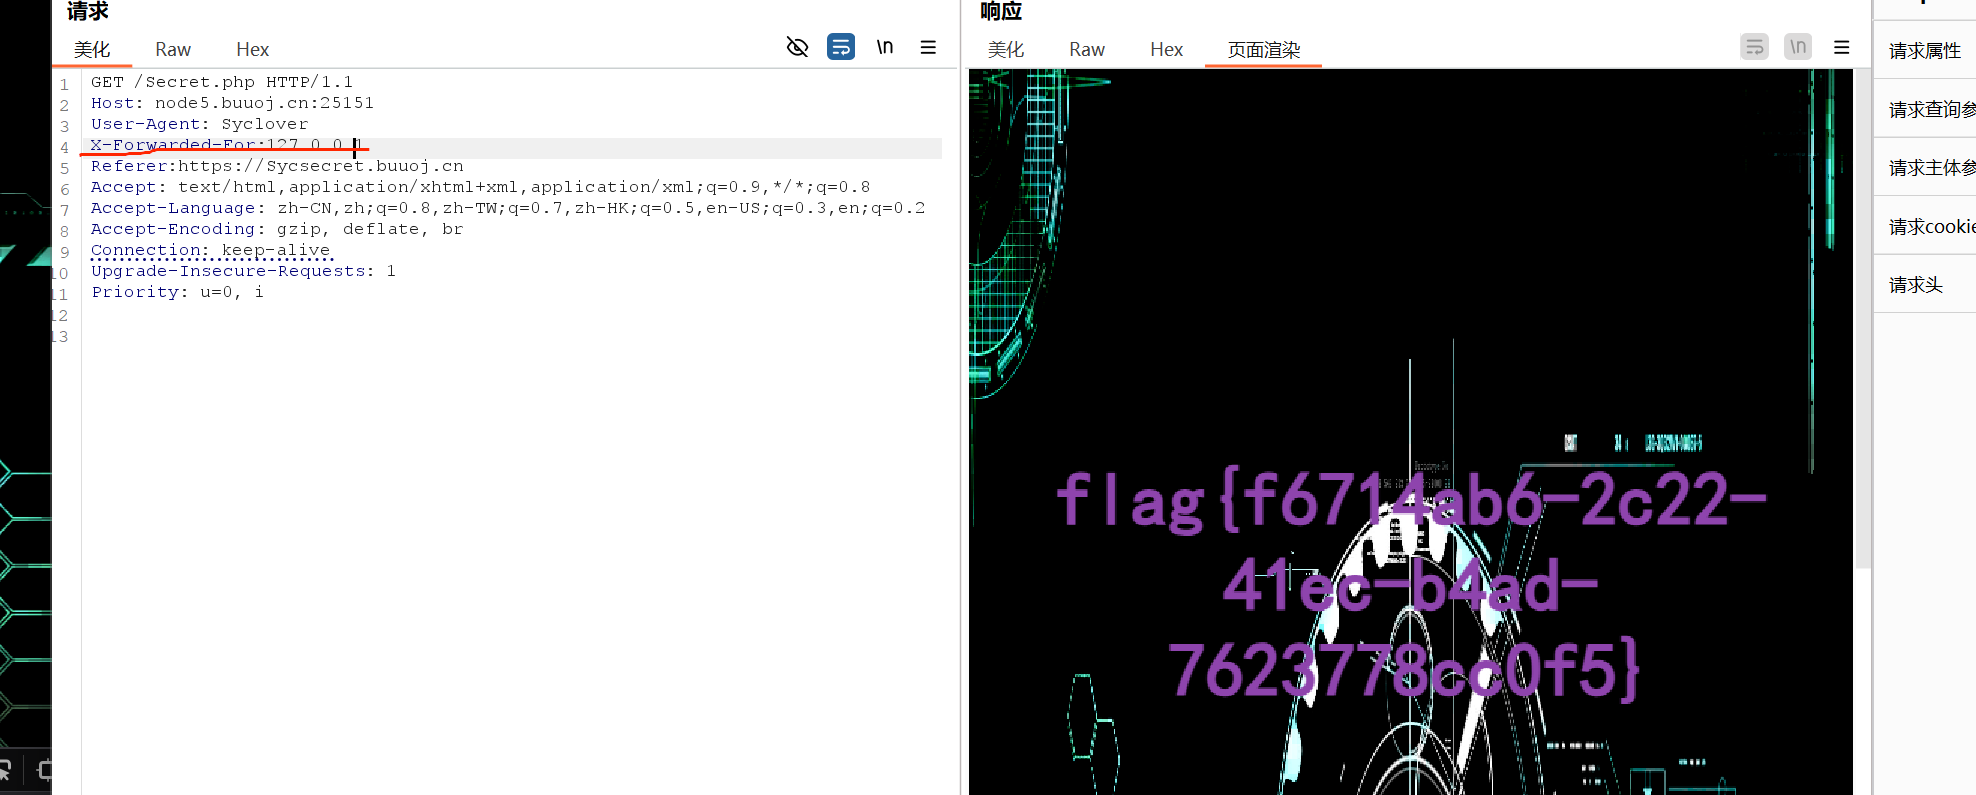 请求
美化 Raw Hex \n
1 GET /Secret.php HTTP/1.1
2 Host: node5.buuoj.cn:25151
3 User-Agent: Syclover
4 X-Forwarded-For:127.0.0.1
5 Referer:https://Sycsecret.buuoj.cn
6 Accept: text/html,application/xhtml+xml,application/xml;q=0.9,*/*;q=0.8
7 Accept-Language: zh-CN,zh;q=0.8,zh-TW;q=0.7,zh-HK;q=0.5,en-US;q=0.3,en;q=0.2
8 Accept-Encoding: gzip, deflate, br
9 Connection: keep-alive
10 Upgrade-Insecure-Requests: 1
11 Priority: u=0, i
12
13
响应
美化 Raw Hex 页面渲染 \n
flag{f6714ab6-2c22-
41ec-b4ad-
7623778cc0f5}
请求属性
请求查询参
请求主体参
请求cookie
请求头